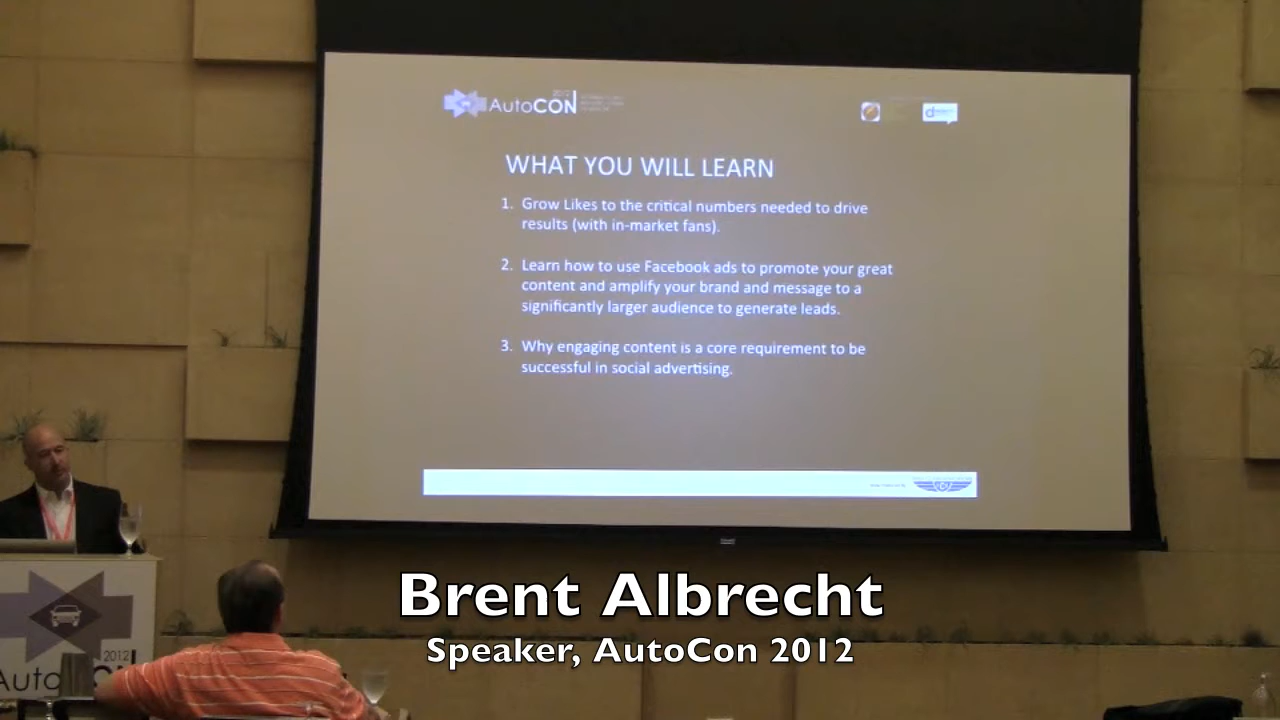 2012
AutoCON
WHAT YOU WILL LEARN
1. Grow Likes to the critical numbers needed to drive
results (with in-market fans).
2. Learn how to use Facebook ads to promote your great
content and amplify your brand and message to a
significantly larger audience to generate leads.
3. Why engaging content is a core requirement to be
successful in social advertising.
Brent Albrecht
Speaker, AutoCon 2012
2012